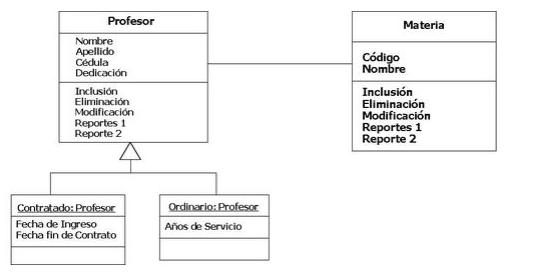 Profesor
Nombre
Apellido
Cédula
Dedicación
Inclusión
Eliminación
Modificación
Reportes 1
Reporte 2
Materia
Código
Nombre
Inclusión
Eliminación
Modificación
Reportes 1
Reporte 2
Contratado: Profesor
Fecha de Ingreso
Fecha fin de Contrato
Ordinario: Profesor
Años de Servicio